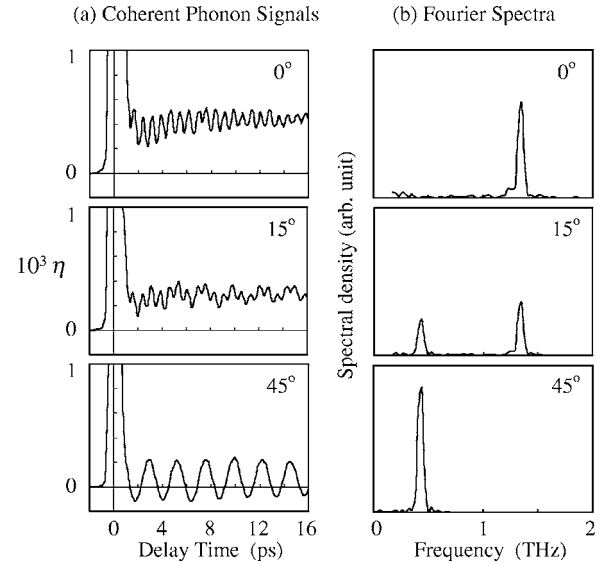 (a) Coherent Phonon Signals
1
0°
0
1
15°
10³ η
0
1
45°
0
0 4 8 12 16
Delay Time (ps)
(b) Fourier Spectra
0°
15°
Spectral density (arb. unit)
45°
0 1 2
Frequency (THz)